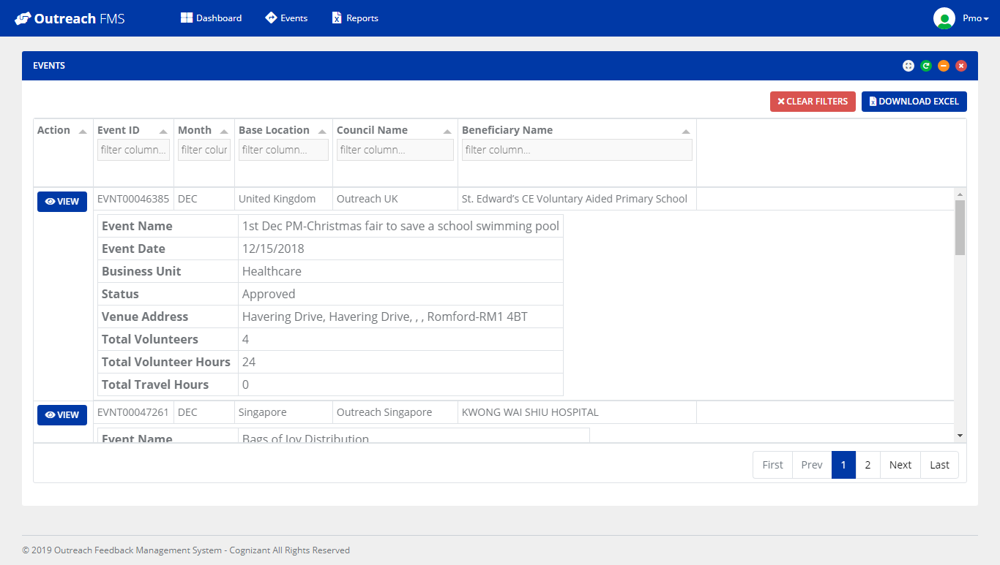 Outreach FMS Dashboard Events Reports Pmo
EVENTS
CLEAR FILTERS DOWNLOAD EXCEL
Action Event ID Month Base Location Council Name Beneficiary Name
filter column... filter colur filter column... filter column... filter column...
VIEW EVNT00046385 DEC United Kingdom Outreach UK St. Edward’s CE Voluntary Aided Primary School
Event Name 1st Dec PM-Christmas fair to save a school swimming pool
Event Date 12/15/2018
Business Unit Healthcare
Status Approved
Venue Address Havering Drive, Havering Drive, , , Romford-RM1 4BT
Total Volunteers 4
Total Volunteer Hours 24
Total Travel Hours 0
VIEW EVNT00047261 DEC Singapore Outreach Singapore KWONG WAI SHIU HOSPITAL
Event Name Bags of Joy Distribution
First Prev 1 2 Next Last
© 2019 Outreach Feedback Management System - Cognizant All Rights Reserved